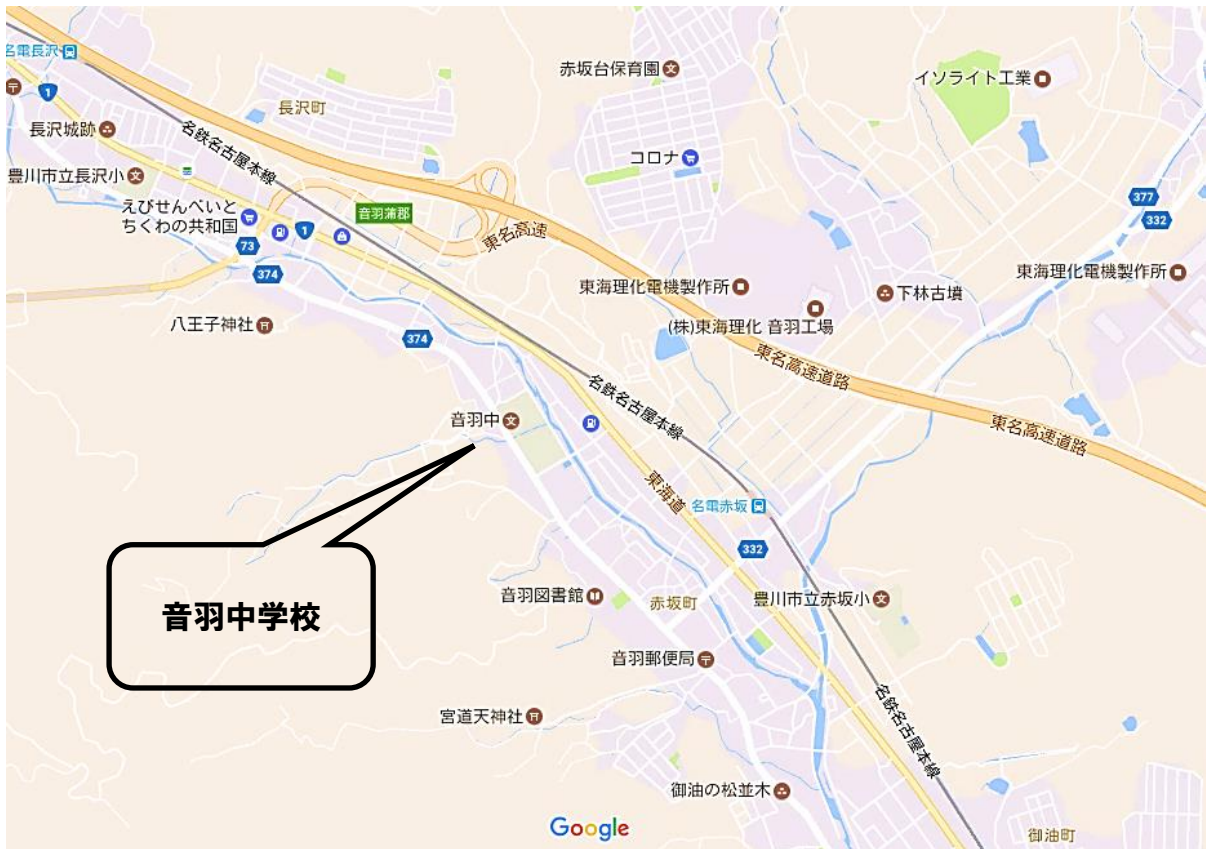 名電長沢
1
長沢町
赤坂台保育園
イソライト工業
長沢城跡
名鉄名古屋本線
コロナ
豊川市立長沢小
377
えびせんべいと
ちくわの共和国
1
音羽蒲郡
332
73
東名高速
374
東海理化電機製作所
東海理化電機製作所
下林古墳
八王子神社
(株)東海理化 音羽工場
374
東名高速道路
名鉄名古屋本線
音羽中
東名高速道路
東海道
名電赤坂
332
音羽中学校
音羽図書館
赤坂町
豊川市立赤坂小
音羽郵便局
名鉄名古屋本線
宮道天神社
御油の松並木
Google
御油町